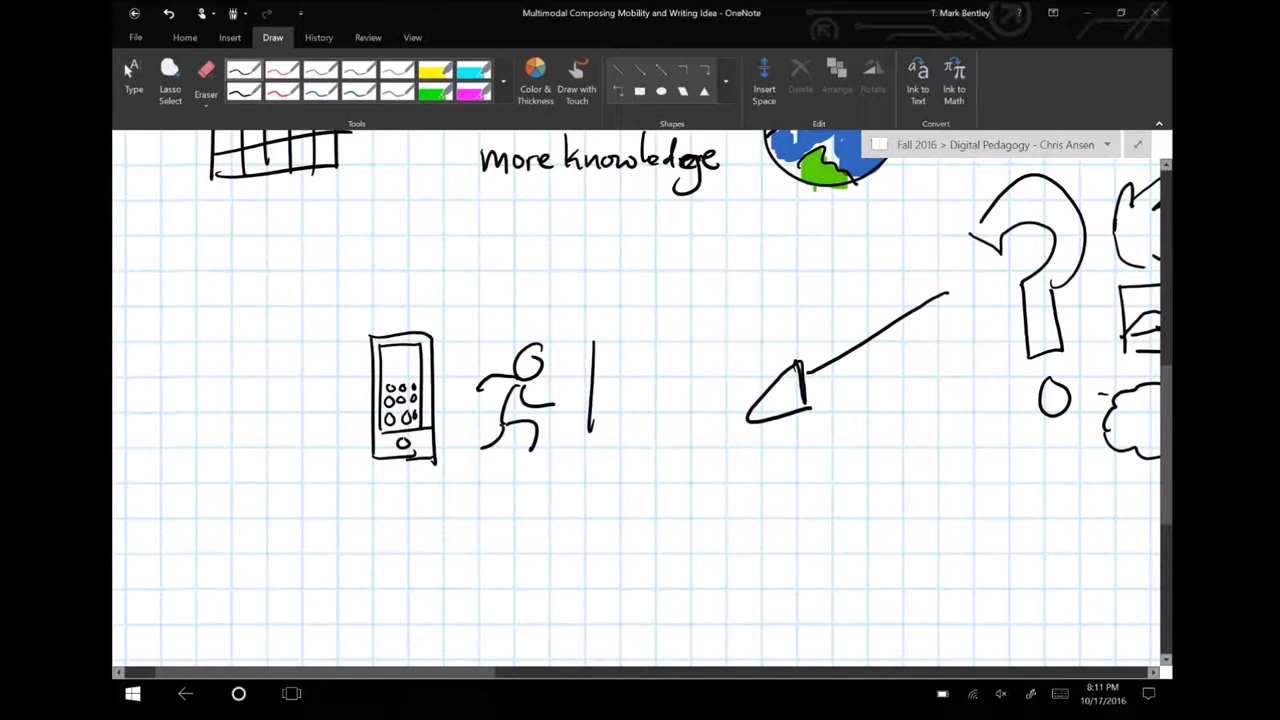 Multimodal Composing Mobility and Writing Idea - OneNote
T. Mark Bentley
?
File Home Insert Draw History Review View
Type
Lasso Select
Eraser
Color & Thickness
Draw with Touch
Insert Space
Delete
Arrange
Rotate
Ink to Text
Ink to Math
Tools
Shapes
Edit
Convert
Fall 2016 > Digital Pedagogy - Chris Ansen
more knowledge
8:11 PM
10/17/2016